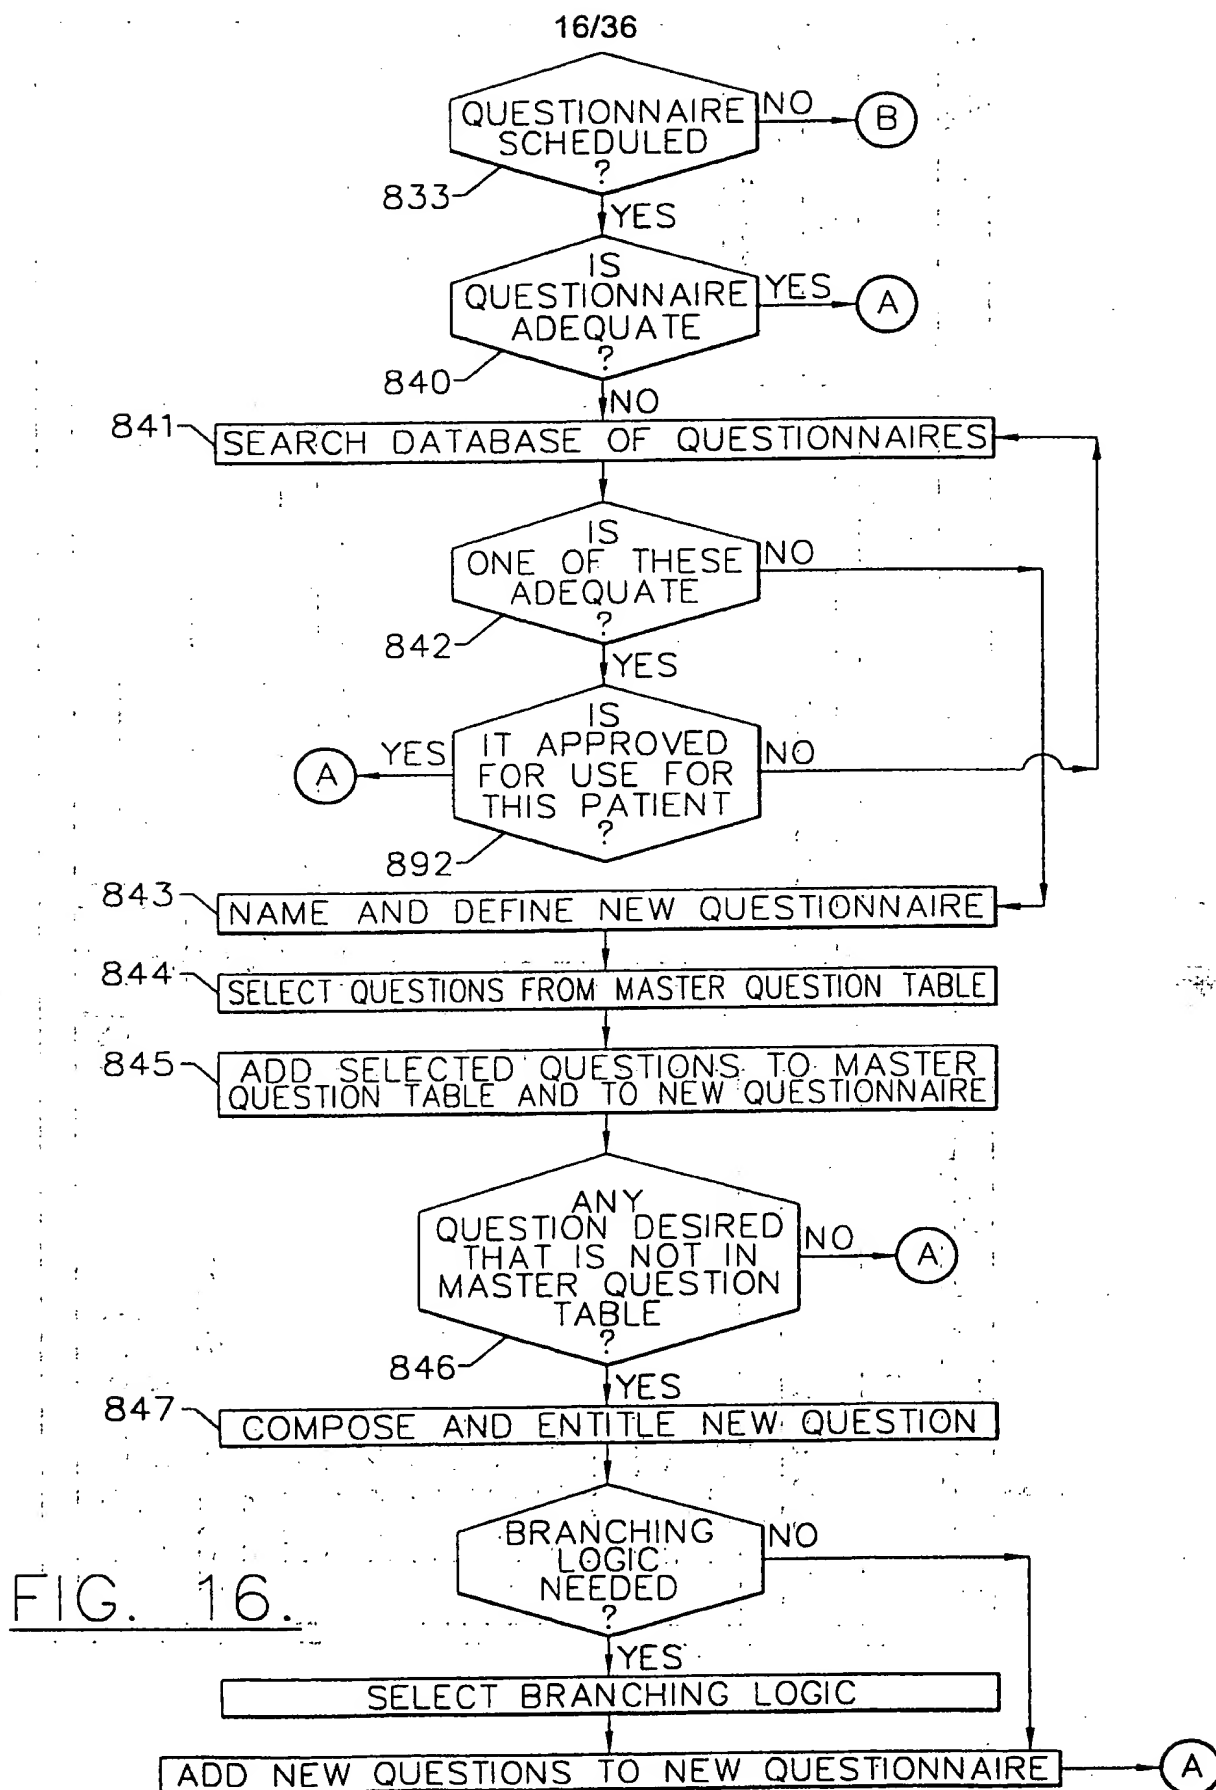 16/36
QUESTIONNAIRE
SCHEDULED
?
NO
B
833
YES
IS
QUESTIONNAIRE
ADEQUATE
?
YES
A
840
NO
841
SEARCH DATABASE OF QUESTIONNAIRES
IS
ONE OF THESE
ADEQUATE
?
NO
842
YES
IS
IT APPROVED
FOR USE FOR
THIS PATIENT
?
YES
A
NO
892
843
NAME AND DEFINE NEW QUESTIONNAIRE
844
SELECT QUESTIONS FROM MASTER QUESTION TABLE
845
ADD SELECTED QUESTIONS TO MASTER
QUESTION TABLE AND TO NEW QUESTIONNAIRE
ANY
QUESTION DESIRED
THAT IS NOT IN
MASTER QUESTION
TABLE
?
NO
A
846
YES
847
COMPOSE AND ENTITLE NEW QUESTION
BRANCHING
LOGIC
NEEDED
?
NO
FIG. 16.
YES
SELECT BRANCHING LOGIC
ADD NEW QUESTIONS TO NEW QUESTIONNAIRE
A